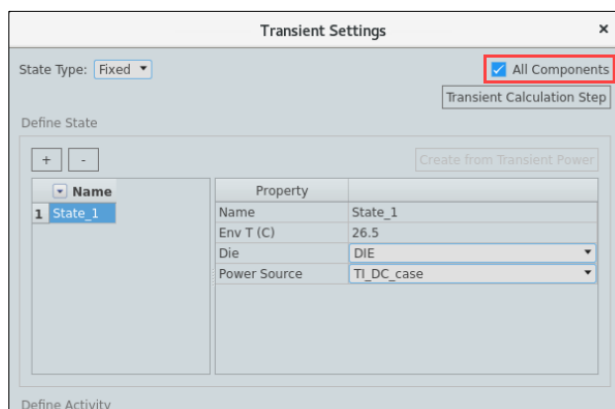 Transient Settings ×
State Type: Fixed All Components
Transient Calculation Step
Define State
+ - Create from Transient Power
Name Property
1 State_1 Name State_1
Env T (C) 26.5
Die DIE
Power Source TI_DC_case
Define Activity